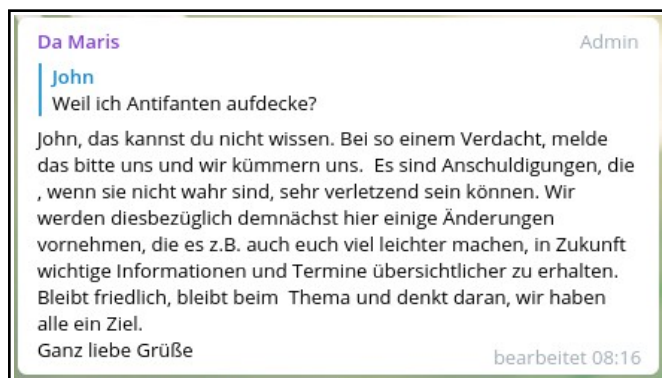 Da Maris Admin
John
Weil ich Antifanten aufdecke?
John, das kannst du nicht wissen. Bei so einem Verdacht, melde
das bitte uns und wir kümmern uns.  Es sind Anschuldigungen, die
, wenn sie nicht wahr sind, sehr verletzend sein können. Wir
werden diesbezüglich demnächst hier einige Änderungen
vornehmen, die es z.B. auch euch viel leichter machen, in Zukunft
wichtige Informationen und Termine übersichtlicher zu erhalten.
Bleibt friedlich, bleibt beim  Thema und denkt daran, wir haben
alle ein Ziel.
Ganz liebe Grüße
bearbeitet 08:16